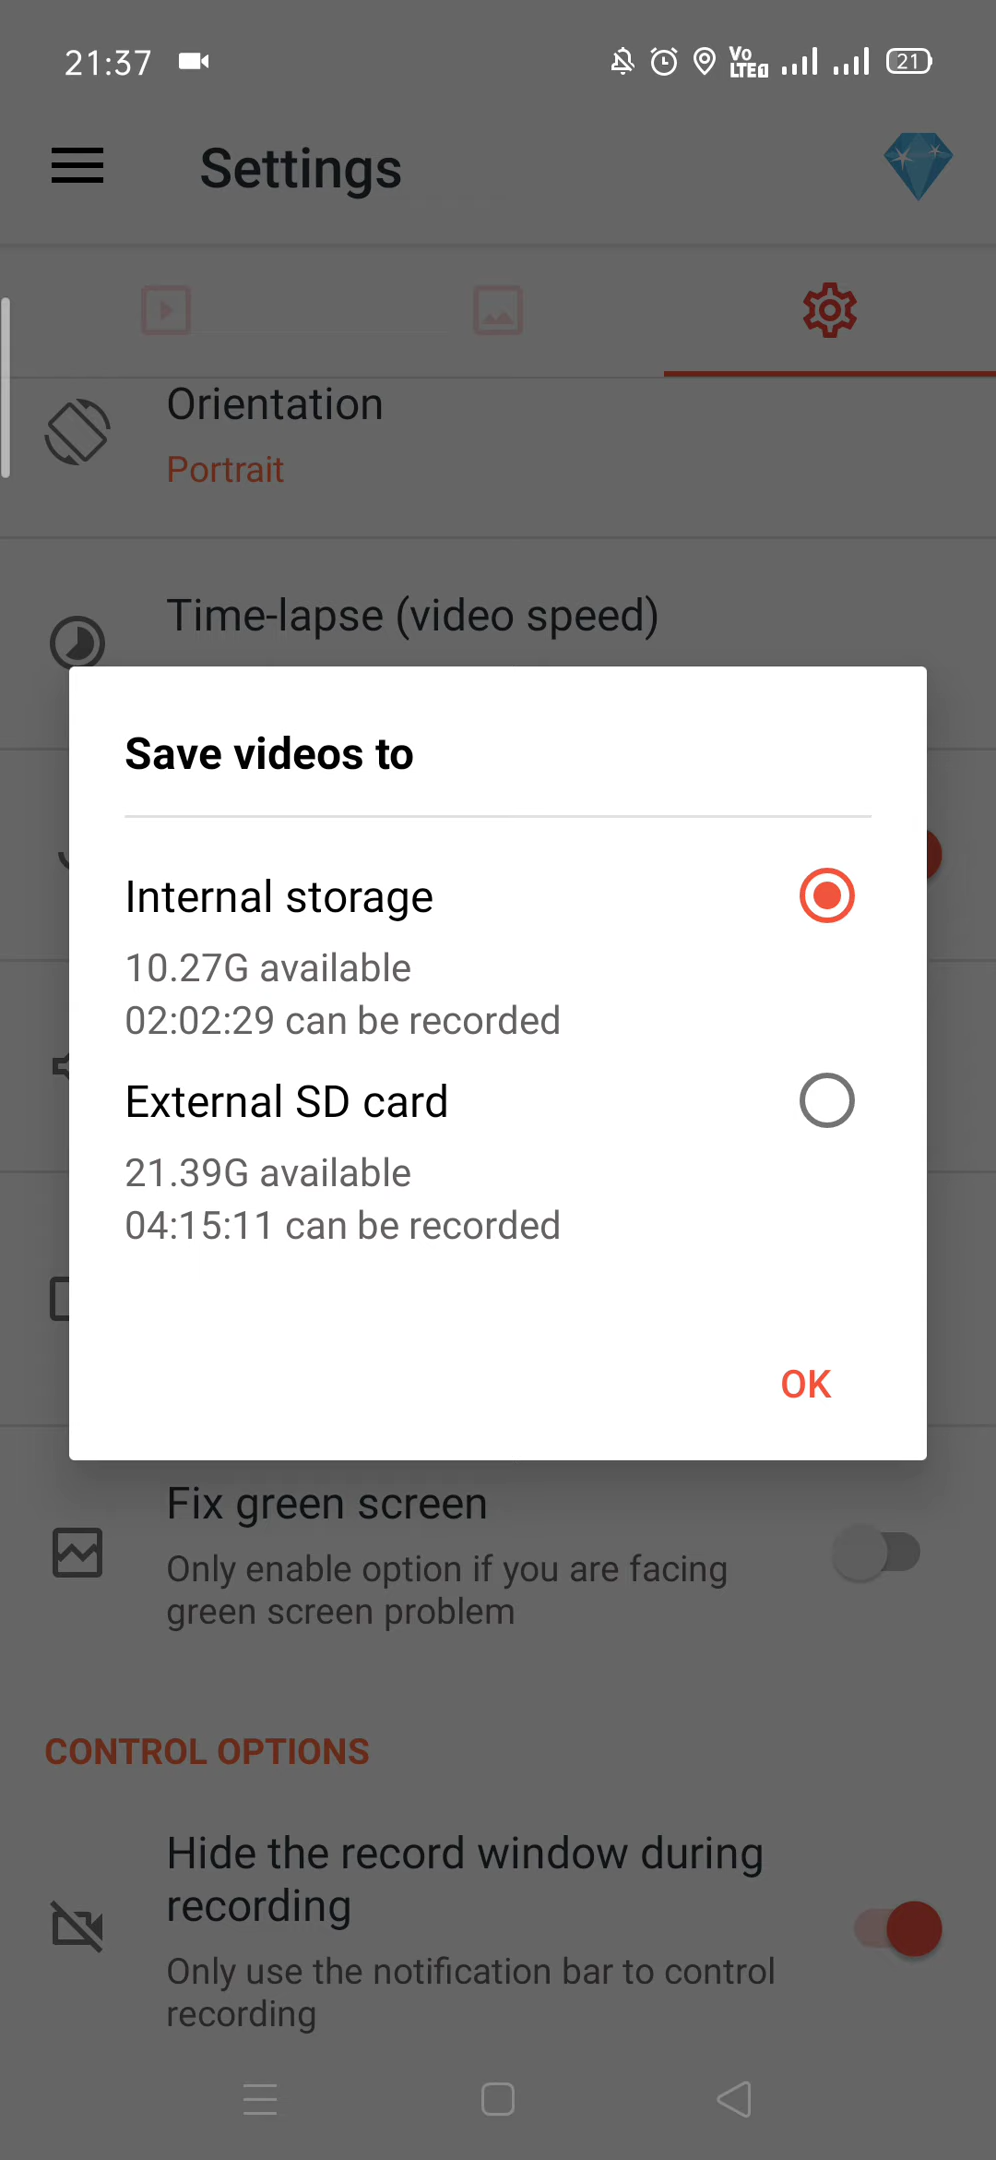 21:37
Vo
LTE1
21
Settings
Orientation
Portrait
Time-lapse (video speed)
Save videos to
Internal storage
10.27G available
02:02:29 can be recorded
External SD card
21.39G available
04:15:11 can be recorded
OK
Fix green screen
Only enable option if you are facing
green screen problem
CONTROL OPTIONS
Hide the record window during
recording
Only use the notification bar to control
recording